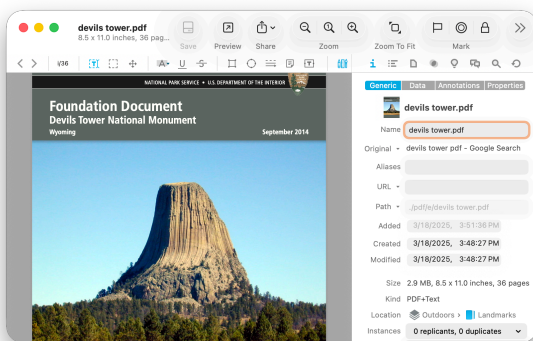 devils tower.pdf
8.5 x 11.0 inches, 36 pag...
Save
Preview
Share
Zoom
Zoom To Fit
Mark
1/36
NATIONAL PARK SERVICE • U.S. DEPARTMENT OF THE INTERIOR
Foundation Document
Devils Tower National Monument
Wyoming
September 2014
Generic
Data
Annotations
Properties
devils tower.pdf
Name devils tower.pdf
Original devils tower pdf - Google Search
Aliases
URL
Path ./pdf/e/devils tower.pdf
Added 3/18/2025, 3:51:36 PM
Created 3/18/2025, 3:48:27 PM
Modified 3/18/2025, 3:48:27 PM
Size 2.9 MB, 8.5 x 11.0 inches, 36 pages
Kind PDF+Text
Location Outdoors › Landmarks
Instances 0 replicants, 0 duplicates